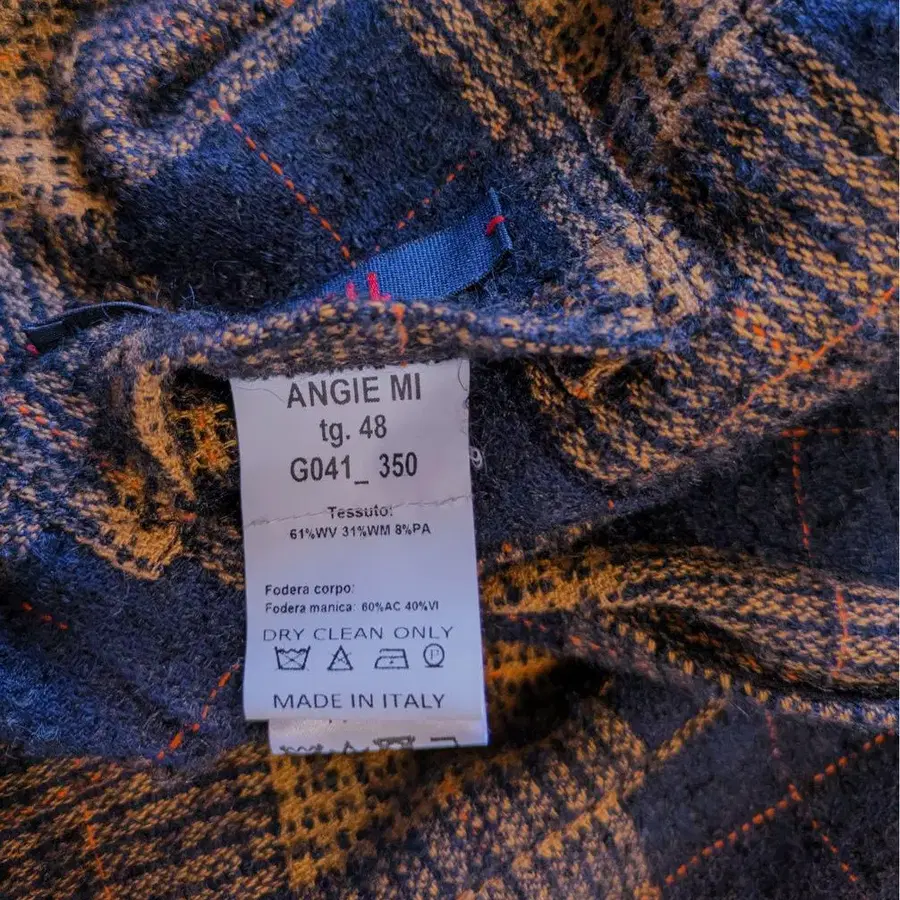 ANGIE MI
tg. 48
G041_ 350
Tessuto:
61%WV 31%WM 8%PA
Fodera corpo:
Fodera manica: 60%AC 40%VI
DRY CLEAN ONLY
P
MADE IN ITALY